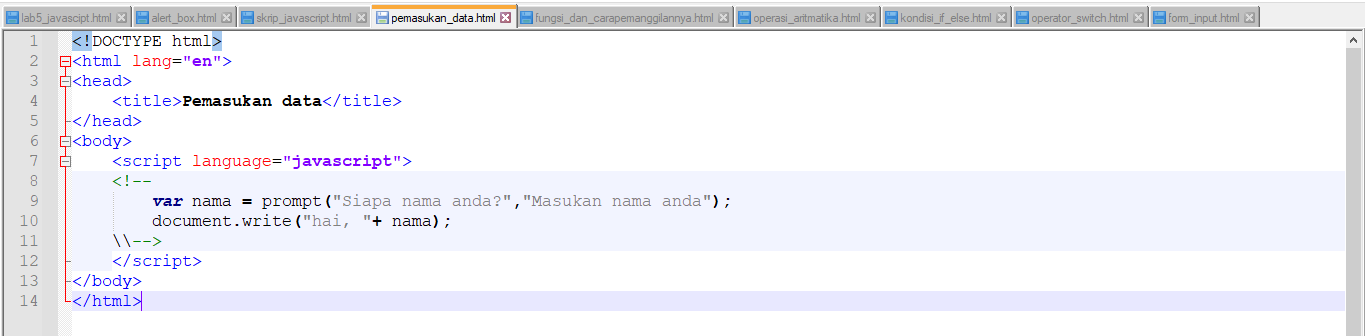 lab5_javascipt.html alert_box.html skrip_javascript.html pemasukan_data.html fungsi_dan_carapemanggilannya.html operasi_aritmatika.html kondisi_if_else.html operator_switch.html form_input.html
1 <!DOCTYPE html>
2 <html lang="en">
3 <head>
4 <title>Pemasukan data</title>
5 </head>
6 <body>
7 <script language="javascript">
8 <!--
9 var nama = prompt("Siapa nama anda?","Masukan nama anda");
10 document.write("hai, "+ nama);
11 \\-->
12 </script>
13 </body>
14 </html>